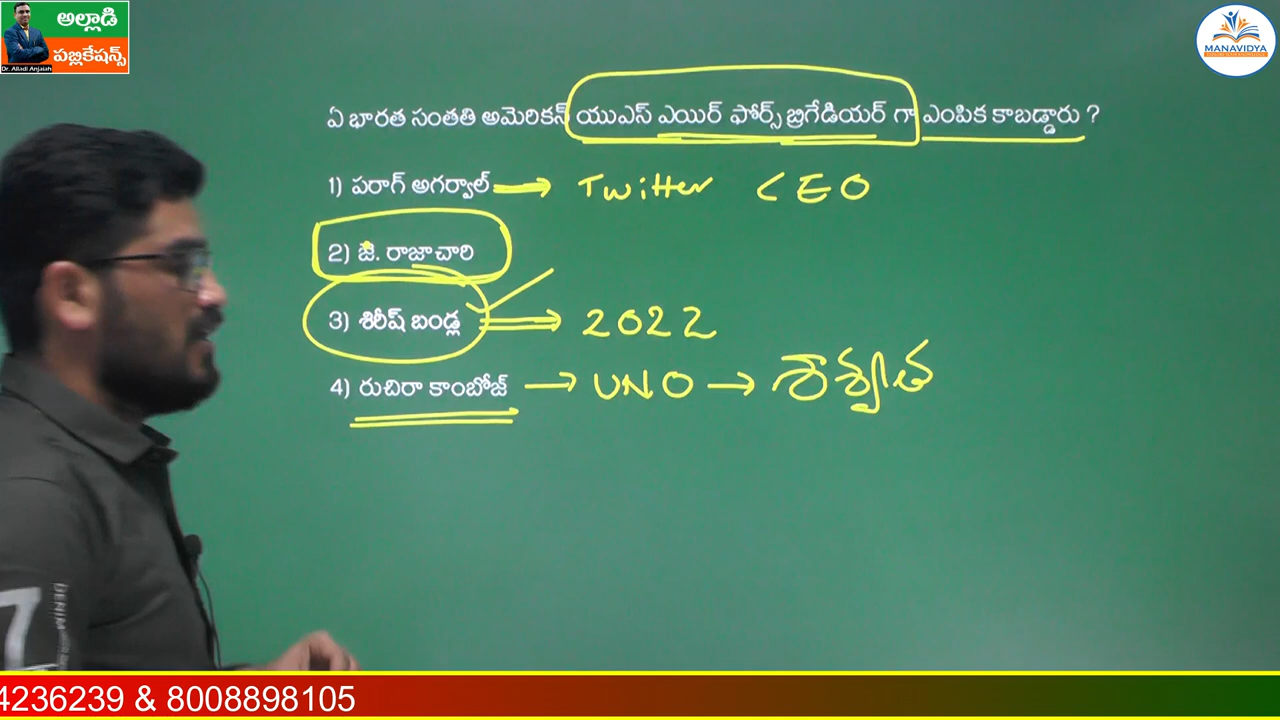 అల్లాడి
పబ్లికేషన్స్
Dr. Alladi Anjaiah
MANAVIDYA
ఏ భారత సంతతి అమెరికన్ యుఎస్ ఎయిర్ ఫోర్స్ బ్రిగేడియర్ గా ఎంపిక కాబడ్డారు ?
1) పరాగ్ అగర్వాల్ → Twitter CEO
2) జే. రాజాచారి
3) శిరీష్ బండ్ల ⇒ 2022
4) రుచిరా కాంబోజ్ → UNO → శాశ్వత
DENIM
4236239 & 8008898105